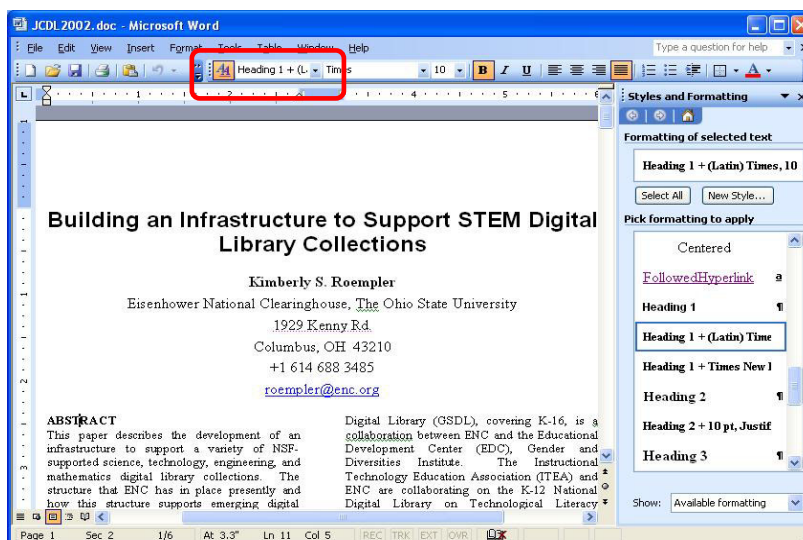 JCDL2002.doc - Microsoft Word
File Edit View Insert Format Tools Table Window Help Type a question for help
Heading 1 + (L Times 10 B I U A
1 2 4 5 6
Styles and Formatting
Formatting of selected text
Heading 1 + (Latin) Times, 10
Select All New Style...
Pick formatting to apply
Centered
FollowedHyperlink a
Heading 1 ¶
Heading 1 + (Latin) Time
Heading 1 + Times New
Heading 2 ¶
Heading 2 + 10 pt, Justif
Heading 3 ¶
Show: Available formatting
Building an Infrastructure to Support STEM Digital
Library Collections
Kimberly S. Roempler
Eisenhower National Clearinghouse, The Ohio State University
1929 Kenny Rd.
Columbus, OH 43210
+1 614 688 3485
roempler@enc.org
ABSTRACT
This paper describes the development of an
infrastructure to support a variety of NSF-
supported science, technology, engineering, and
mathematics digital library collections. The
structure that ENC has in place presently and
how this structure supports emerging digital
Digital Library (GSDL), covering K-16, is a
collaboration between ENC and the Educational
Development Center (EDC), Gender and
Diversities Institute. The Instructional
Technology Education Association (ITEA) and
ENC are collaborating on the K-12 National
Digital Library on Technological Literacy
Page 1 Sec 2 1/6 At 3.3" Ln 11 Col 5 REC TRK EXT OVR